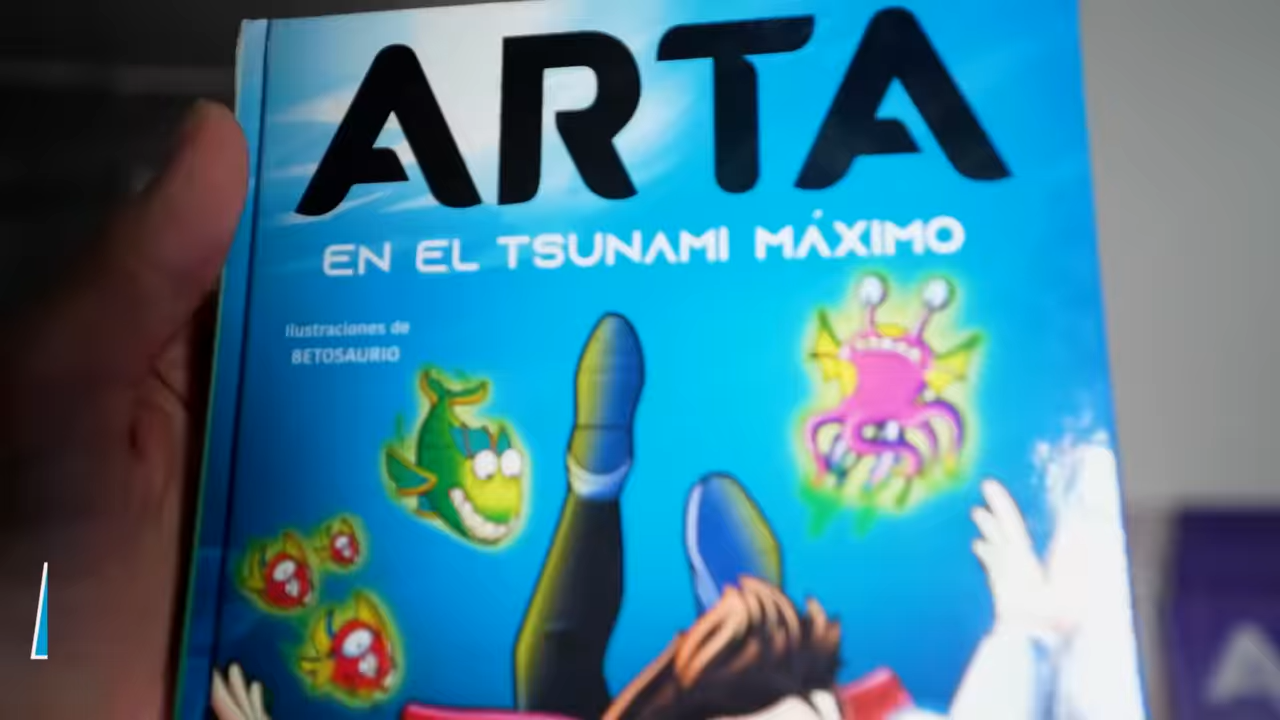 ARTA
EN EL TSUNAMI MÁXIMO
Ilustraciones de
BETOSAURIO